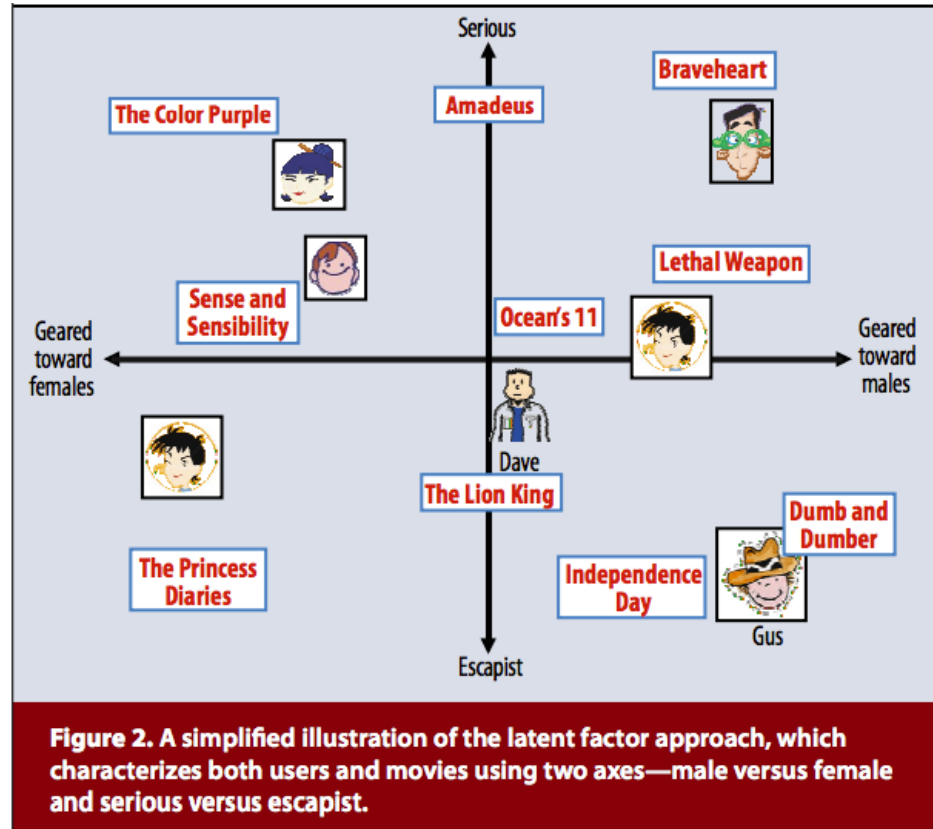 Serious
Braveheart
Amadeus
The Color Purple
Lethal Weapon
Sense and
Sensibility
Ocean's 11
Geared
toward
females
Geared
toward
males
Dave
The Lion King
Dumb and
Dumber
The Princess
Diaries
Independence
Day
Gus
Escapist
Figure 2. A simplified illustration of the latent factor approach, which
characterizes both users and movies using two axes—male versus female
and serious versus escapist.